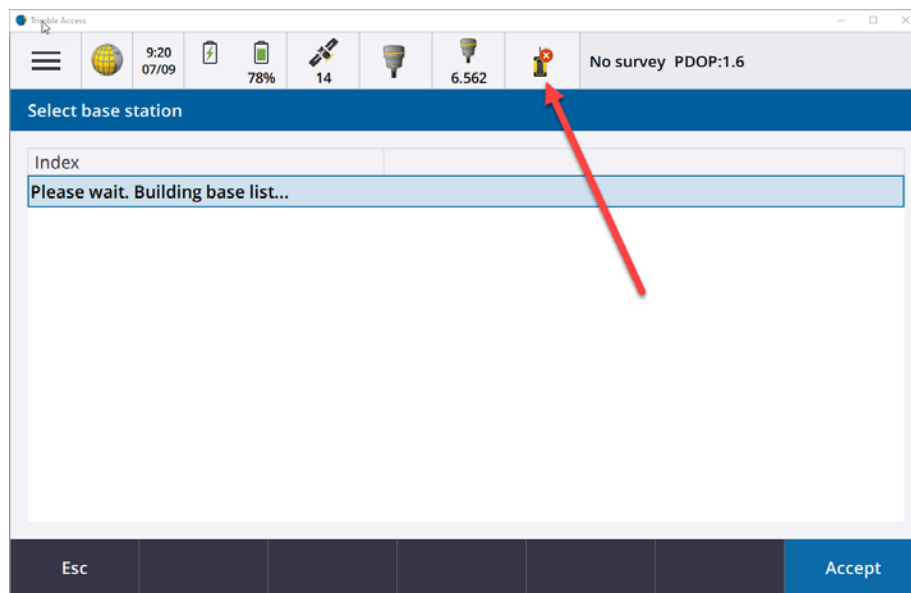 Trimble Access
9:20
07/09
78%
14
6.562
No survey PDOP:1.6
Select base station
Index
Please wait. Building base list...
Esc
Accept